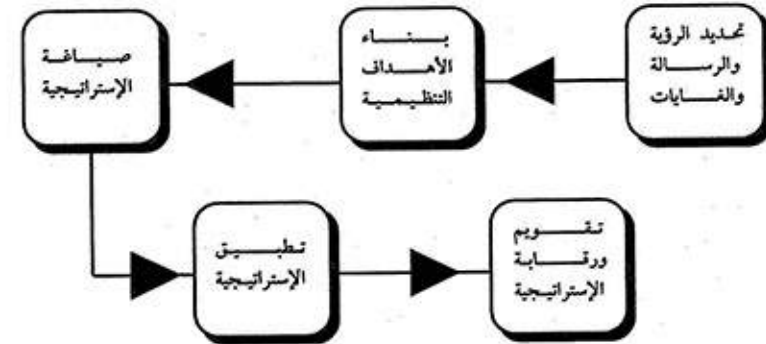 تحديد الرؤية
والرسالة
والغايات
بناء
الأهداف
التنظيمية
صياغة
الإستراتيجية
تطبيق
الإستراتيجية
تقويم
ورقابة
الإستراتيجية